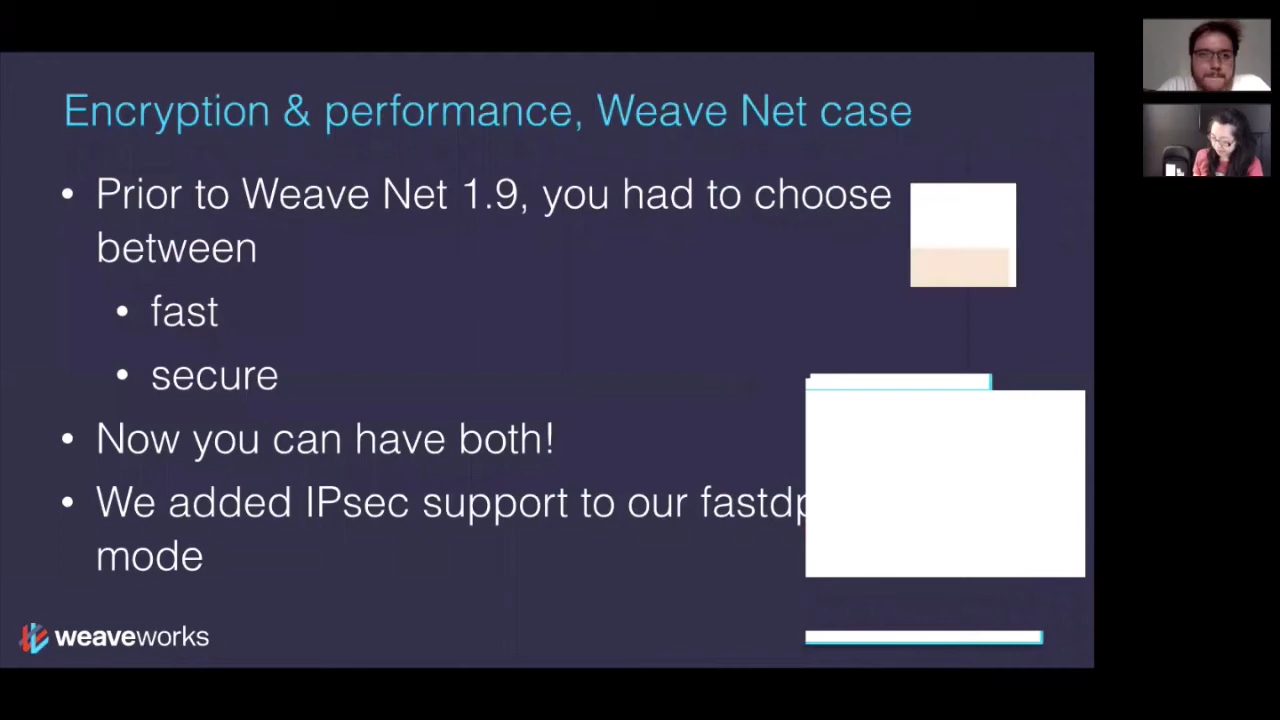 Encryption & performance, Weave Net case
• Prior to Weave Net 1.9, you had to choose
between
• fast
• secure
• Now you can have both!
• We added IPsec support to our
mode
weaveworks